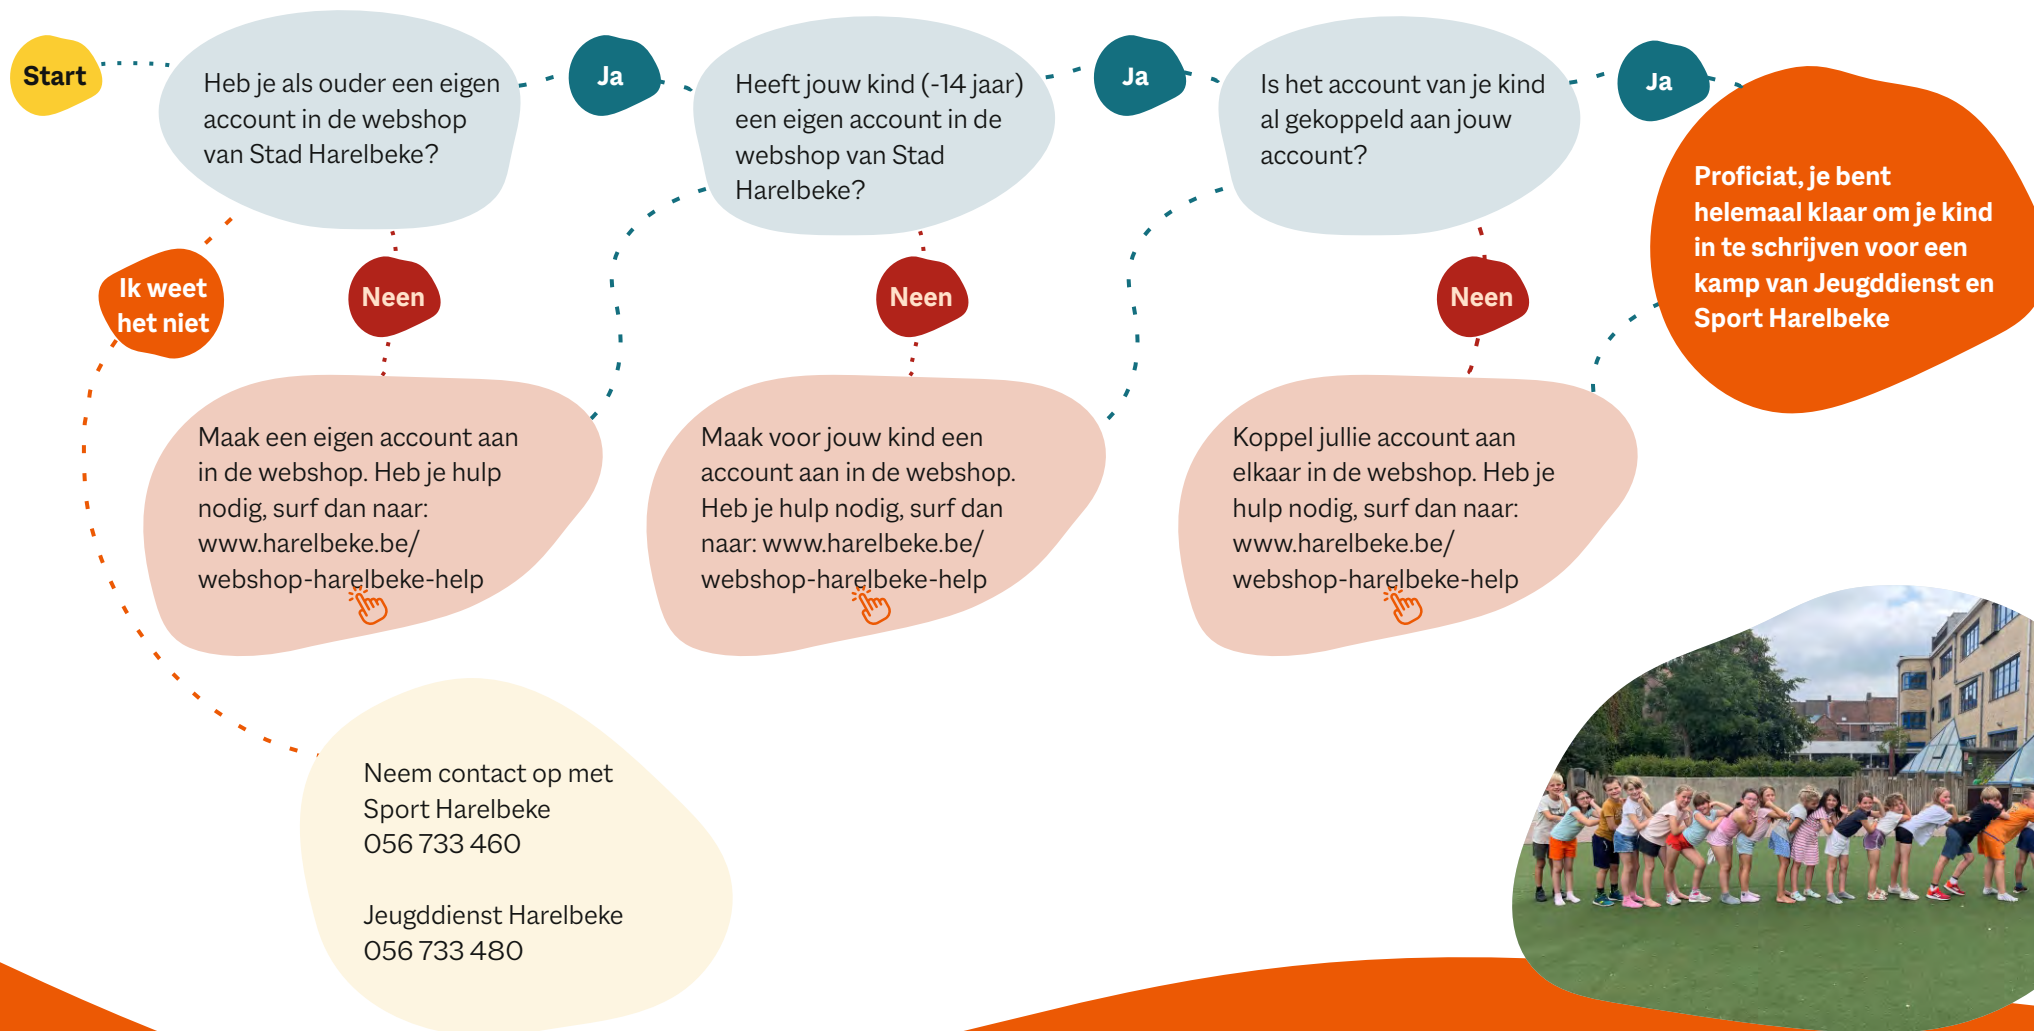 Start
Heb je als ouder een eigen
account in de webshop
van Stad Harelbeke?
Ja
Heeft jouw kind (-14 jaar)
een eigen account in de
webshop van Stad
Harelbeke?
Ja
Is het account van je kind
al gekoppeld aan jouw
account?
Ja
Proficiat, je bent
helemaal klaar om je kind
in te schrijven voor een
kamp van Jeugddienst en
Sport Harelbeke
Ik weet
het niet
Neen
Neen
Neen
Maak een eigen account aan
in de webshop. Heb je hulp
nodig, surf dan naar:
www.harelbeke.be/
webshop-harelbeke-help
Maak voor jouw kind een
account aan in de webshop.
Heb je hulp nodig, surf dan
naar: www.harelbeke.be/
webshop-harelbeke-help
Koppel jullie account aan
elkaar in de webshop. Heb je
hulp nodig, surf dan naar:
www.harelbeke.be/
webshop-harelbeke-help
Neem contact op met
Sport Harelbeke
056 733 460
Jeugddienst Harelbeke
056 733 480